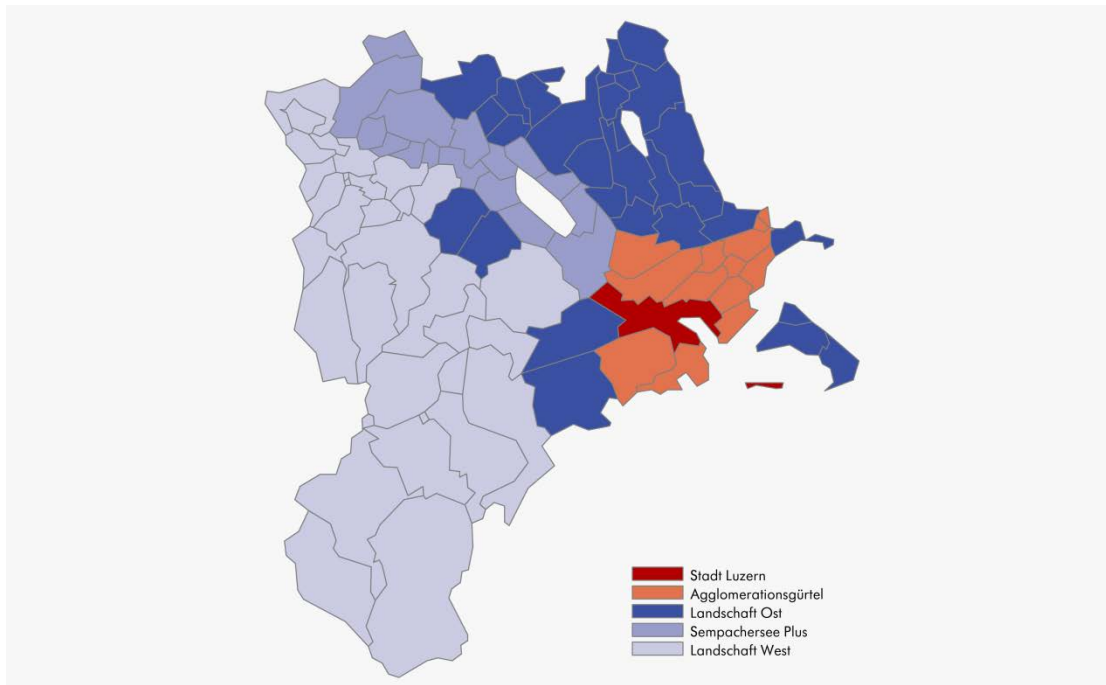 Stadt Luzern
Agglomerationsgürtel
Landschaft Ost
Sempachersee Plus
Landschaft West